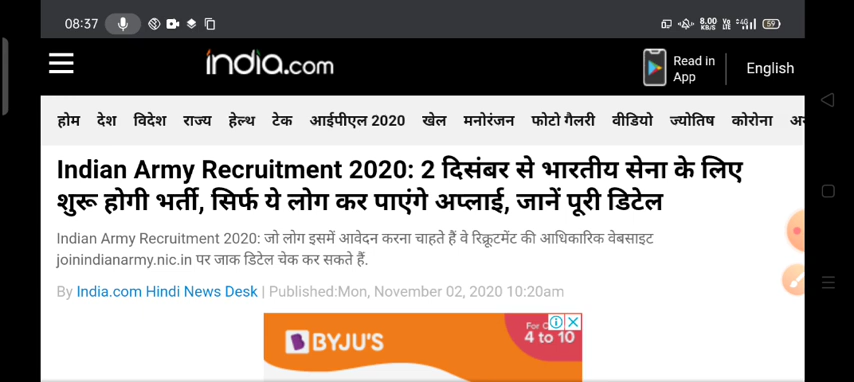 08:37 8.00 KB/S Vo LTE 4G 59
india.com Read in App English
होम देश विदेश राज्य हेल्थ टेक आईपीएल 2020 खेल मनोरंजन फोटो गैलरी वीडियो ज्योतिष कोरोना
Indian Army Recruitment 2020: 2 दिसंबर से भारतीय सेना के लिए
शुरू होगी भर्ती, सिर्फ ये लोग कर पाएंगे अप्लाई, जानें पूरी डिटेल
Indian Army Recruitment 2020: जो लोग इसमें आवेदन करना चाहते हैं वे रिक्रूटमेंट की आधिकारिक वेबसाइट
joinindianarmy.nic.in पर जाक डिटेल चेक कर सकते हैं.
By India.com Hindi News Desk | Published:Mon, November 02, 2020 10:20am
B BYJU'S
4 to 10